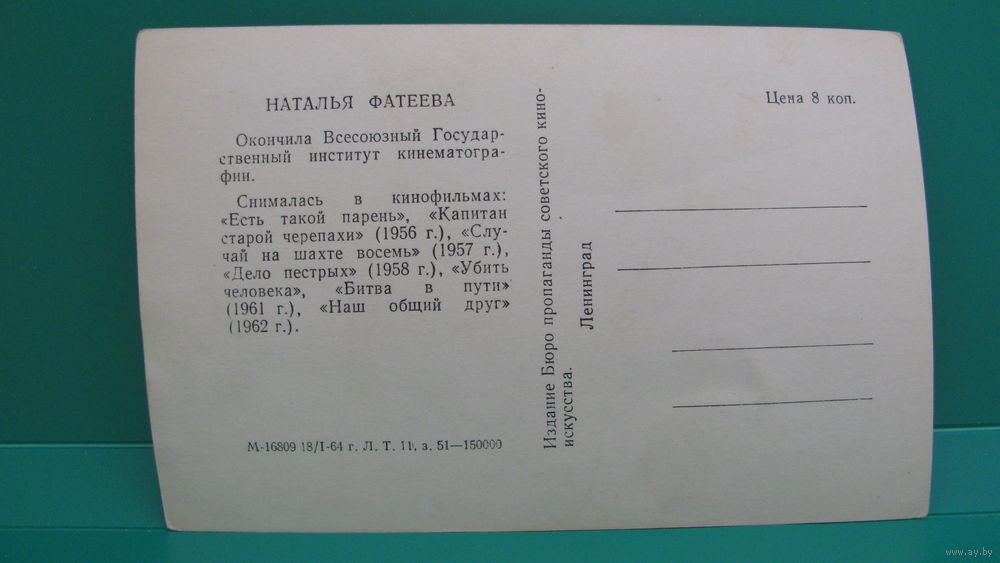 НАТАЛЬЯ ФАТЕЕВА
Окончила Всесоюзный Государ-
ственный институт кинематогра-
фии.
Снималась в кинофильмах:
«Есть такой парень», «Капитан
старой черепахи» (1956 г.), «Слу-
чай на шахте восемь» (1957 г.),
«Дело пестрых» (1958 г.), «Убить
человека», «Битва в пути»
(1961 г.), «Наш общий друг»
(1962 г.).
М-16809 18/I-64 г. Л. Т. 11, з. 51—150000
Издание Бюро пропаганды советского кино-
искусства.
Ленинград
Цена 8 коп.
www.ay.by